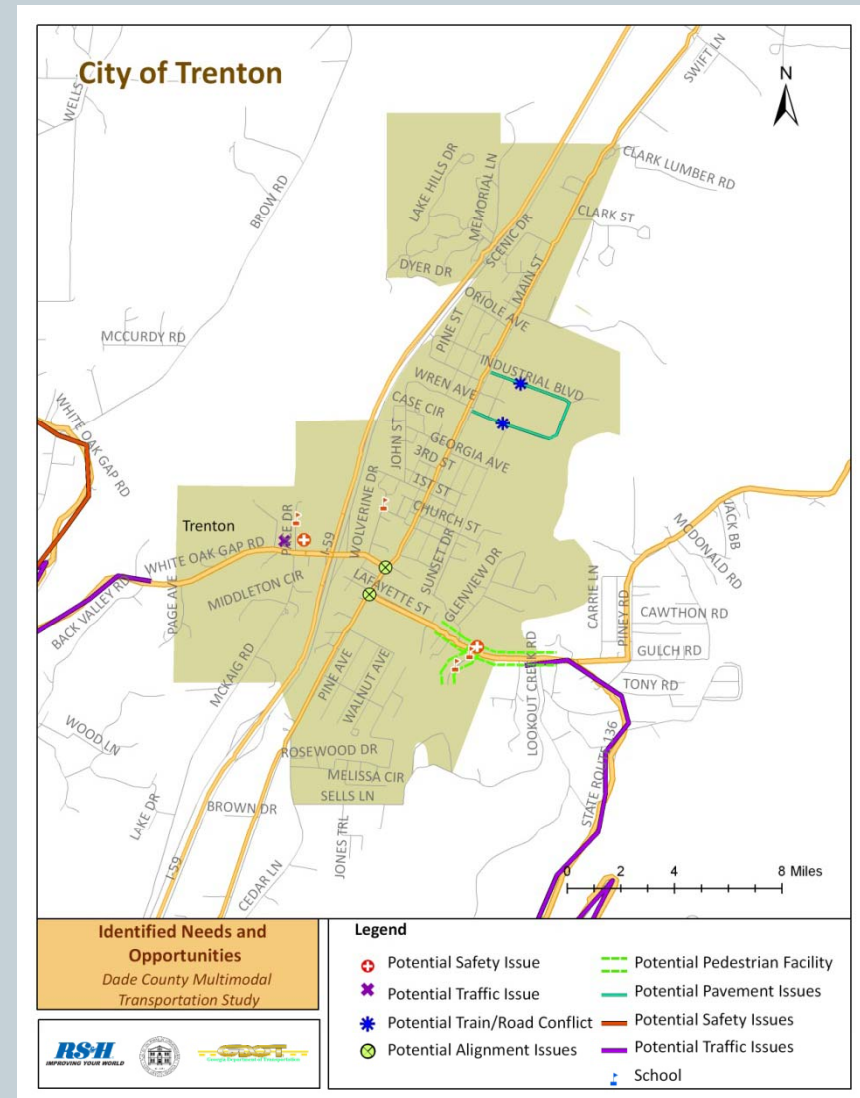 City of Trenton
N
SWIFT LN
WELLS
BROW RD
LAKE HILLS DR
MEMORIAL LN
CLARK LUMBER RD
CLARK ST
SCENIC DR
DYER DR
MAIN ST
ORIOLE AVE
PINE ST
MCCURDY RD
INDUSTRIAL BLVD
WREN AVE
CASE CIR
WHITE OAK GAP RD
JOHN ST
GEORGIA AVE
3RD ST
1ST ST
CHURCH ST
WOLVERINE DR
Trenton
I-59
WHITE OAK GAP RD
SUNSET DR
GLENVIEW DR
JACK BB
MCDONALD RD
BACK VALLEY RD
PAGE AVE
MIDDLETON CIR
LAFAYETTE ST
CARRIE LN
PINEY RD
CAWTHON RD
GULCH RD
MCKAIG RD
PINE AVE
WALNUT AVE
LOOKOUT CREEK RD
TONY RD
WOOD LN
ROSEWOOD DR
MELISSA CIR
SELLS LN
STATE ROUTE 136
LAKE DR
BROWN DR
I-59
CEDAR LN
JONES TRL
0 2 4 8 Miles
Identified Needs and
Opportunities
Dade County Multimodal
Transportation Study
RS&H
IMPROVING YOUR WORLD
GDOT
Georgia Department of Transportation
Legend
Potential Safety Issue
Potential Traffic Issue
Potential Train/Road Conflict
Potential Alignment Issues
Potential Pedestrian Facility
Potential Pavement Issues
Potential Safety Issues
Potential Traffic Issues
School